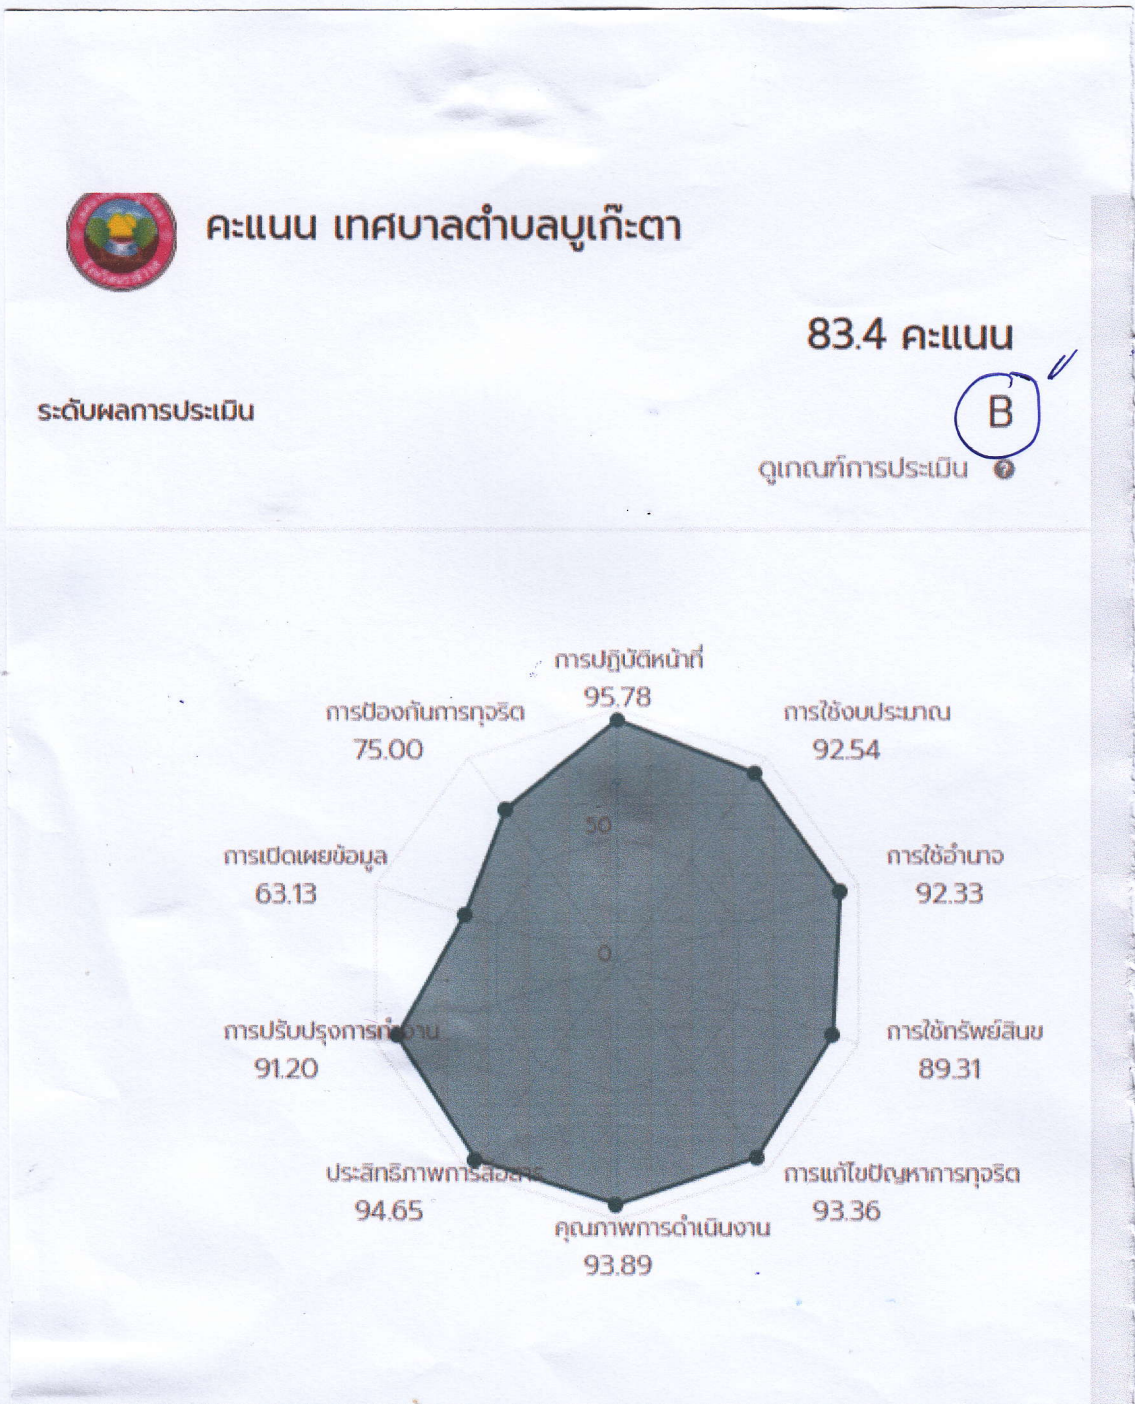 คะแนน เทศบาลตำบลบูเก๊ะตา
83.4 คะแนน
ระดับผลการประเมิน
B
ดูเกณฑ์การประเมิน ?
การปฏิบัติหน้าที่
95.78
การใช้งบประมาณ
92.54
การใช้อำนาจ
92.33
การใช้ทรัพย์สินข
89.31
การแก้ไขปัญหาการทุจริต
93.36
คุณภาพการดำเนินงาน
93.89
ประสิทธิภาพการสื่อสาร
94.65
การปรับปรุงการทำงาน
91.20
การเปิดเผยข้อมูล
63.13
การป้องกันการทุจริต
75.00
50
0